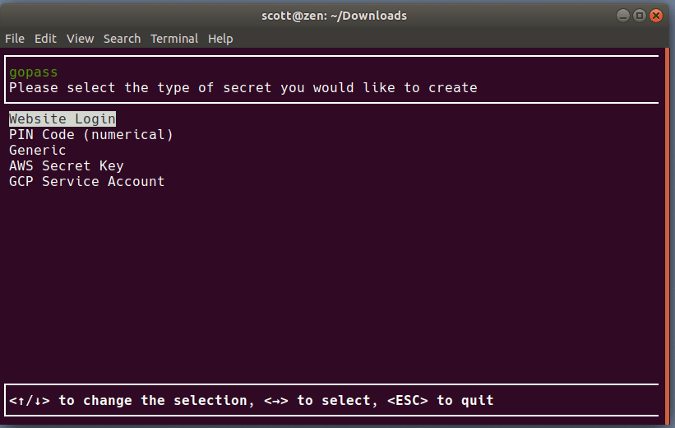 scott@zen: ~/Downloads
File Edit View Search Terminal Help
gopass
Please select the type of secret you would like to create
Website Login
PIN Code (numerical)
Generic
AWS Secret Key
GCP Service Account
<↑/↓> to change the selection, <→> to select, <ESC> to quit